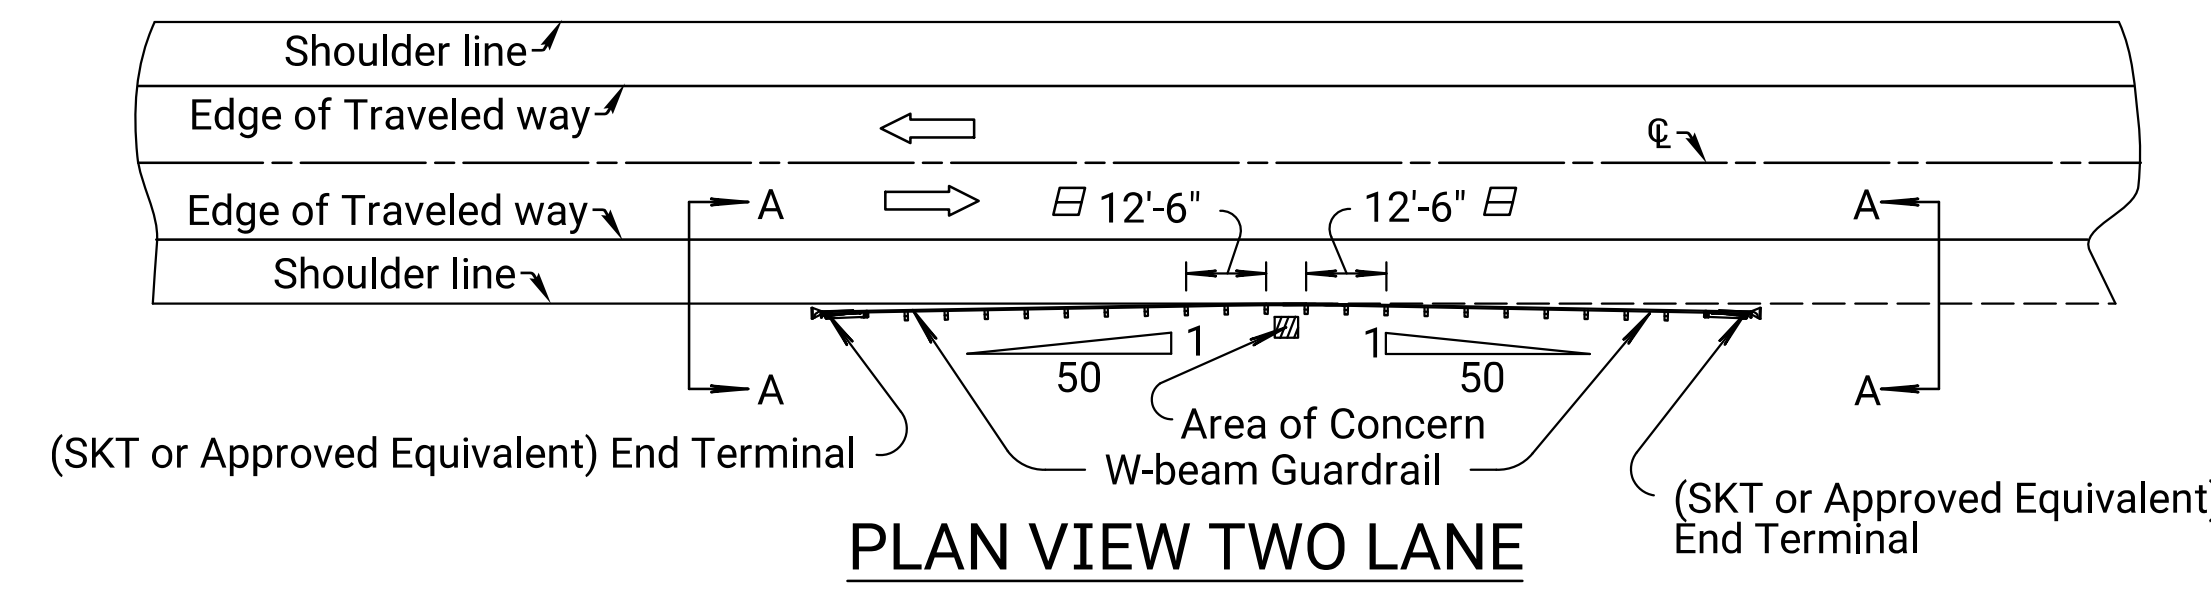 Shoulder line
Edge of Traveled way
℄
Edge of Traveled way
A
12'-6"
12'-6"
A
Shoulder line
1
50
1
50
A
A
Area of Concern
(SKT or Approved Equivalent) End Terminal
W-beam Guardrail
(SKT or Approved Equivalent)
End Terminal
PLAN VIEW TWO LANE